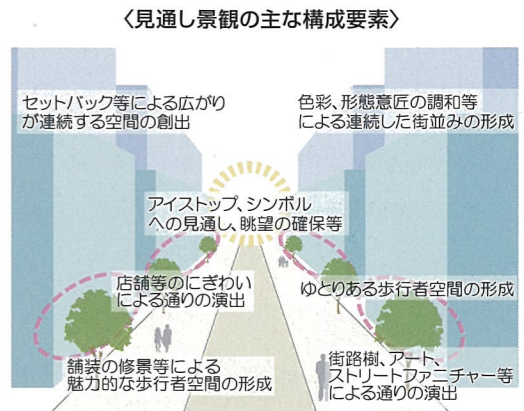 〈見通し景観の主な構成要素〉
セットバック等による広がり
が連続する空間の創出
色彩、形態意匠の調和等
による連続した街並みの形成
アイストップ、シンボル
への見通し、眺望の確保等
店舗等のにぎわい
による通りの演出
ゆとりある歩行者空間の形成
舗装の修景等による
魅力的な歩行者空間の形成
街路樹、アート、
ストリートファニチャー等
による通りの演出